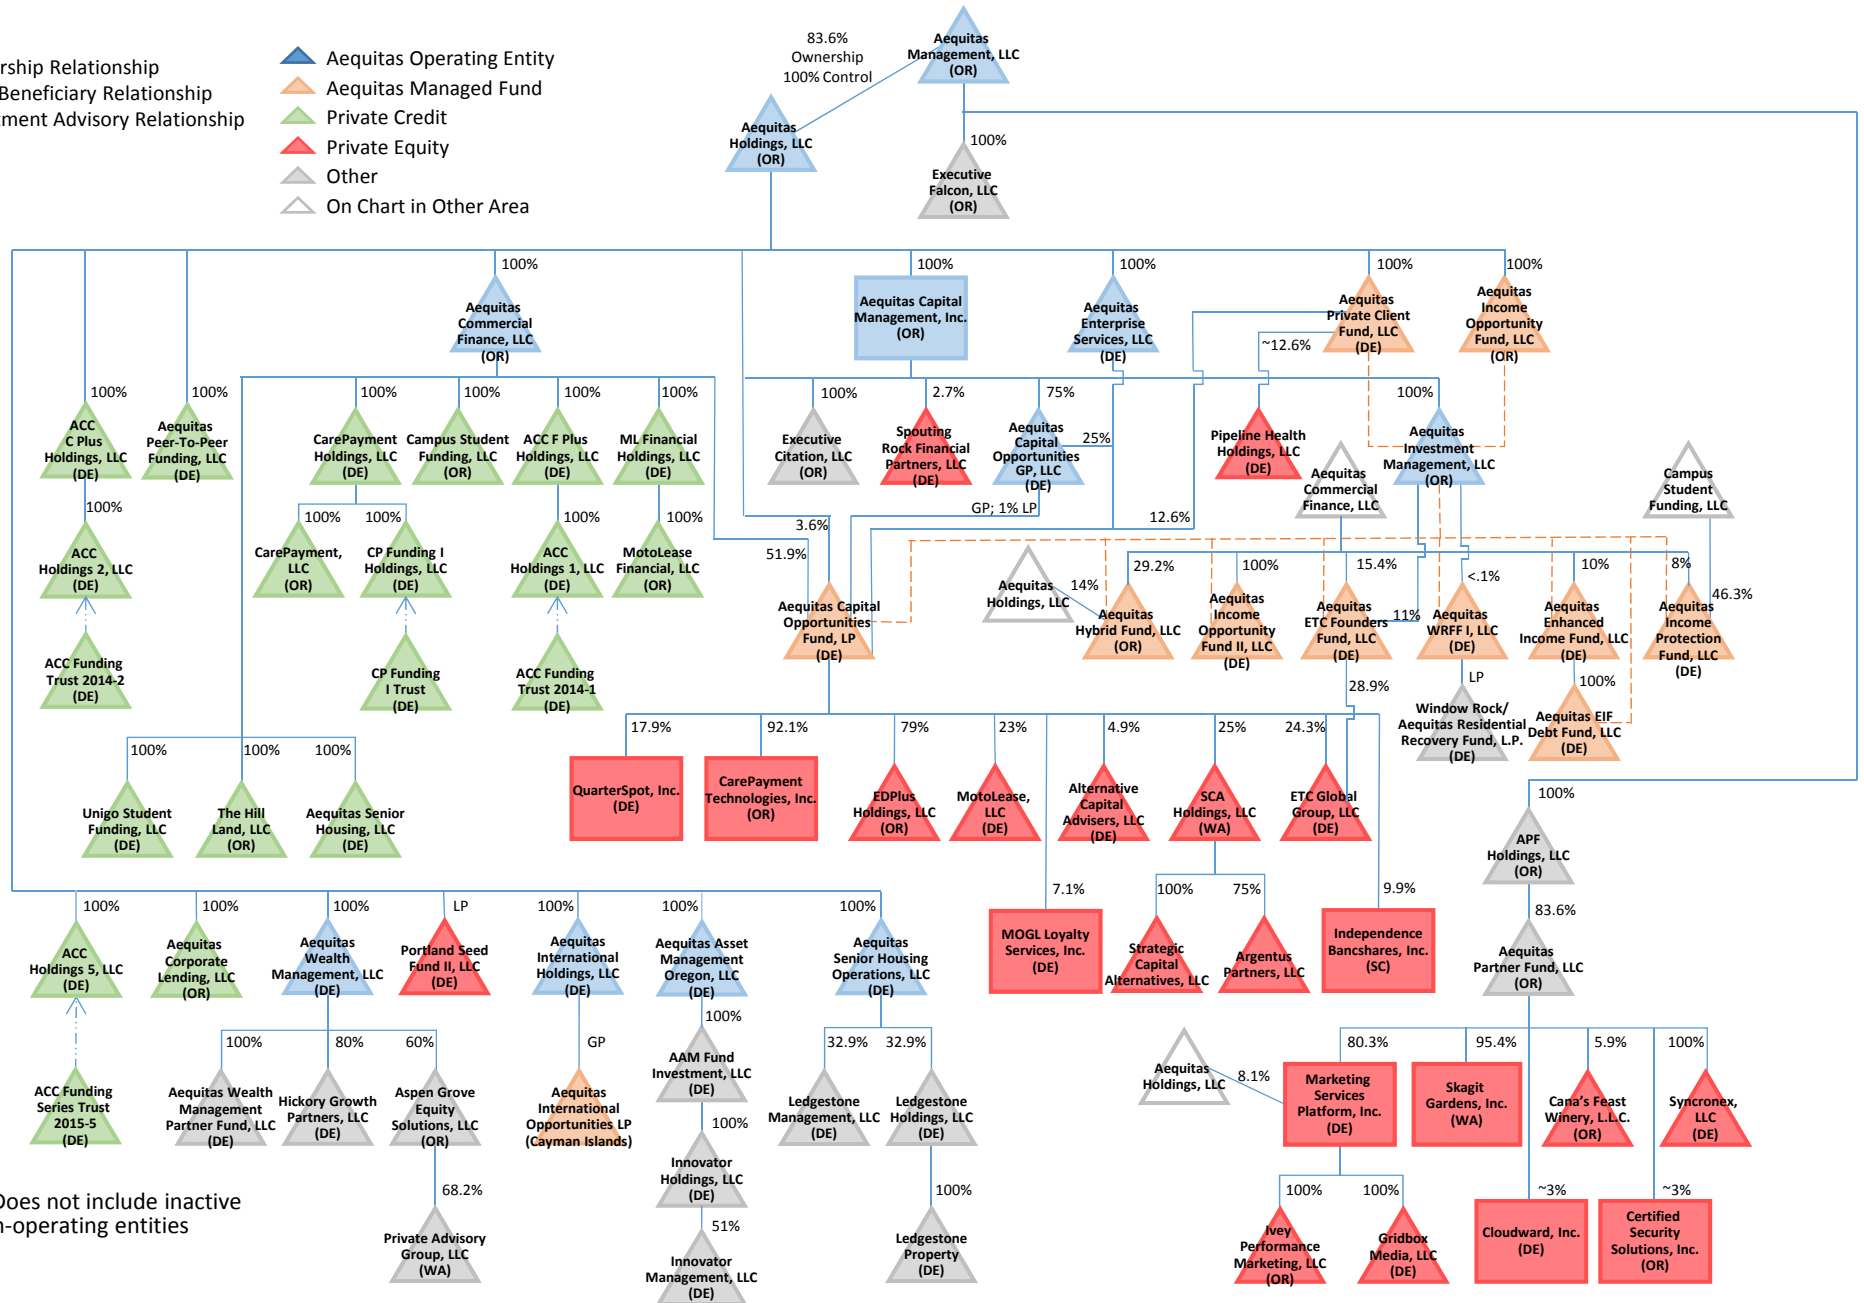 rship Relationship
Beneficiary Relationship
tment Advisory Relationship
Aequitas Operating Entity
Aequitas Managed Fund
Private Credit
Private Equity
Other
On Chart in Other Area
83.6%
Ownership
100% Control
Aequitas
Management, LLC
(OR)
Aequitas
Holdings, LLC
(OR)
100%
Executive
Falcon, LLC
(OR)
100%
Aequitas
Commercial
Finance, LLC
(OR)
100%
Aequitas Capital
Management, Inc.
(OR)
100%
Aequitas
Enterprise
Services, LLC
(DE)
100%
Aequitas
Private Client
Fund, LLC
(DE)
100%
Aequitas
Income
Opportunity
Fund, LLC
(OR)
~12.6%
100%
ACC
C Plus
Holdings, LLC
(DE)
100%
Aequitas
Peer-To-Peer
Funding, LLC
(DE)
100%
CarePayment
Holdings, LLC
(DE)
100%
Campus Student
Funding, LLC
(OR)
100%
ACC F Plus
Holdings, LLC
(DE)
100%
ML Financial
Holdings, LLC
(DE)
100%
Executive
Citation, LLC
(OR)
2.7%
Spouting
Rock Financial
Partners, LLC
(DE)
75%
Aequitas
Capital
Opportunities
GP, LLC
(DE)
25%
Pipeline Health
Holdings, LLC
(DE)
100%
Aequitas
Investment
Management, LLC
(OR)
Aequitas
Commercial
Finance, LLC
Campus
Student
Funding, LLC
100%
ACC
Holdings 2, LLC
(DE)
100%
CarePayment,
LLC
(OR)
100%
CP Funding I
Holdings, LLC
(DE)
100%
ACC
Holdings 1, LLC
(DE)
100%
MotoLease
Financial, LLC
(OR)
GP; 1% LP
3.6%
51.9%
12.6%
Aequitas Capital
Opportunities
Fund, LP
(DE)
Aequitas
Holdings, LLC
14%
29.2%
Aequitas
Hybrid Fund, LLC
(OR)
100%
Aequitas
Income
Opportunity
Fund II, LLC
(DE)
15.4%
Aequitas
ETC Founders
Fund, LLC
(DE)
11%
<.1%
Aequitas
WRFF I, LLC
(DE)
10%
Aequitas
Enhanced
Income Fund, LLC
(DE)
8%
Aequitas
Income
Protection
Fund, LLC
(DE)
46.3%
ACC Funding
Trust 2014-2
(DE)
CP Funding
I Trust
(DE)
ACC Funding
Trust 2014-1
(DE)
28.9%
LP
Window Rock/
Aequitas Residential
Recovery Fund, L.P.
(DE)
100%
Aequitas EIF
Debt Fund, LLC
(DE)
100%
Unigo Student
Funding, LLC
(DE)
100%
The Hill
Land, LLC
(OR)
100%
Aequitas Senior
Housing, LLC
(DE)
17.9%
QuarterSpot, Inc.
(DE)
92.1%
CarePayment
Technologies, Inc.
(OR)
79%
EDPlus
Holdings, LLC
(OR)
23%
MotoLease,
LLC
(DE)
4.9%
Alternative
Capital
Advisers, LLC
(DE)
25%
SCA
Holdings, LLC
(WA)
24.3%
ETC Global
Group, LLC
(DE)
100%
APF
Holdings, LLC
(OR)
7.1%
MOGL Loyalty
Services, Inc.
(DE)
100%
Strategic
Capital
Alternatives, LLC
75%
Argentus
Partners, LLC
9.9%
Independence
Bancshares, Inc.
(SC)
83.6%
Aequitas
Partner Fund, LLC
(OR)
100%
ACC
Holdings 5, LLC
(DE)
100%
Aequitas
Corporate
Lending, LLC
(OR)
100%
Aequitas
Wealth
Management, LLC
(DE)
LP
Portland Seed
Fund II, LLC
(DE)
100%
Aequitas
International
Holdings, LLC
(DE)
100%
Aequitas Asset
Management
Oregon, LLC
(DE)
100%
Aequitas
Senior Housing
Operations, LLC
(DE)
ACC Funding
Series Trust
2015-5
(DE)
100%
Aequitas Wealth
Management
Partner Fund, LLC
(DE)
80%
Hickory Growth
Partners, LLC
(DE)
60%
Aspen Grove
Equity
Solutions, LLC
(OR)
GP
Aequitas
International
Opportunities LP
(Cayman Islands)
100%
AAM Fund
Investment, LLC
(DE)
32.9%
Ledgestone
Management, LLC
(DE)
32.9%
Ledgestone
Holdings, LLC
(DE)
Aequitas
Holdings, LLC
8.1%
80.3%
Marketing
Services
Platform, Inc.
(DE)
95.4%
Skagit
Gardens, Inc.
(WA)
5.9%
Cana's Feast
Winery, L.L.C.
(OR)
100%
Syncronex,
LLC
(DE)
100%
Innovator
Holdings, LLC
(DE)
Does not include inactive
n-operating entities
68.2%
Private Advisory
Group, LLC
(WA)
51%
Innovator
Management, LLC
(DE)
100%
Ledgestone
Property
(DE)
100%
Ivey
Performance
Marketing, LLC
(OR)
100%
Gridbox
Media, LLC
(DE)
~3%
Cloudward, Inc.
(DE)
~3%
Certified
Security
Solutions, Inc.
(OR)